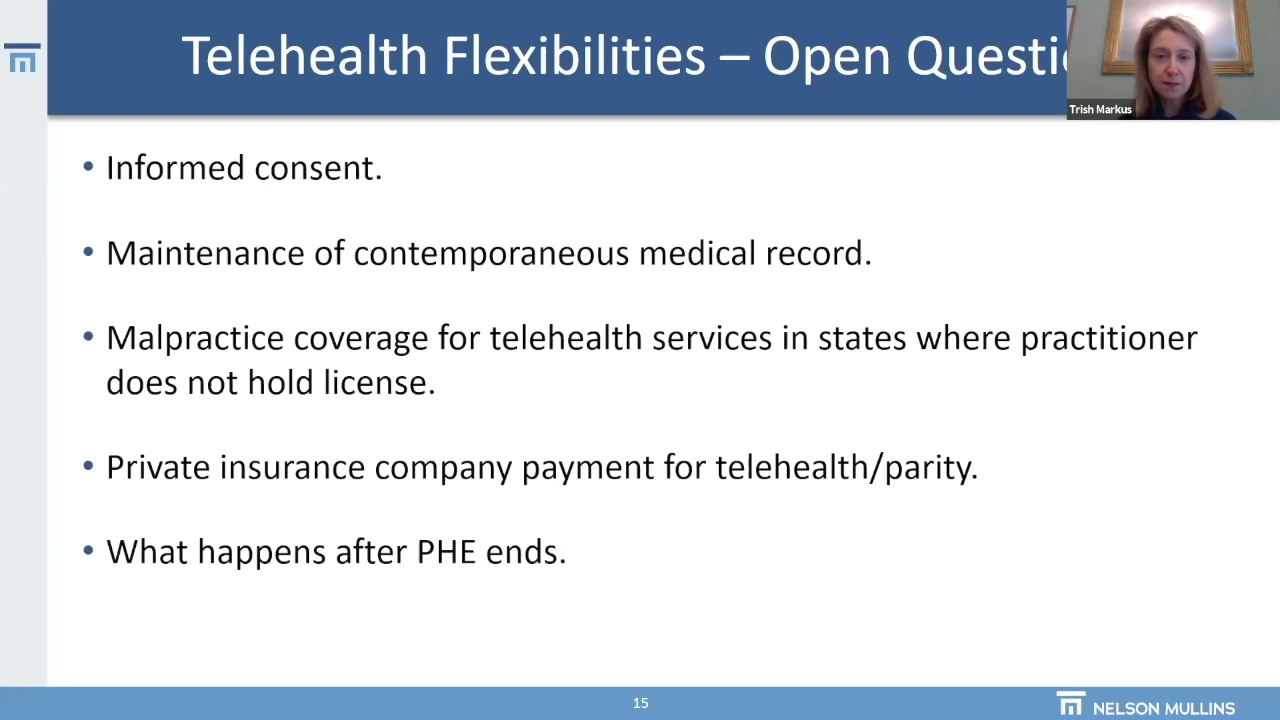 Telehealth Flexibilities – Open Questi
Trish Markus
• Informed consent.
• Maintenance of contemporaneous medical record.
• Malpractice coverage for telehealth services in states where practitioner
does not hold license.
• Private insurance company payment for telehealth/parity.
• What happens after PHE ends.
15
NELSON MULLINS